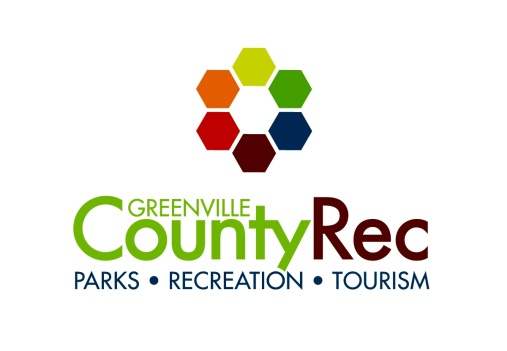 GREENVILLE
CountyRec
PARKS • RECREATION • TOURISM